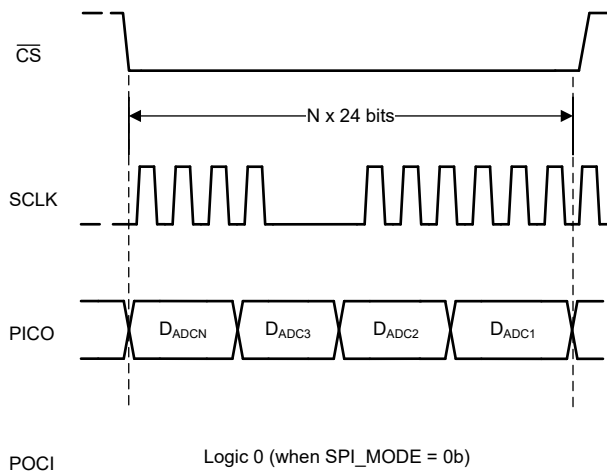 CS
N x 24 bits
SCLK
PICO
DADCN DADC3 DADC2 DADC1
POCI
Logic 0 (when SPI_MODE = 0b)